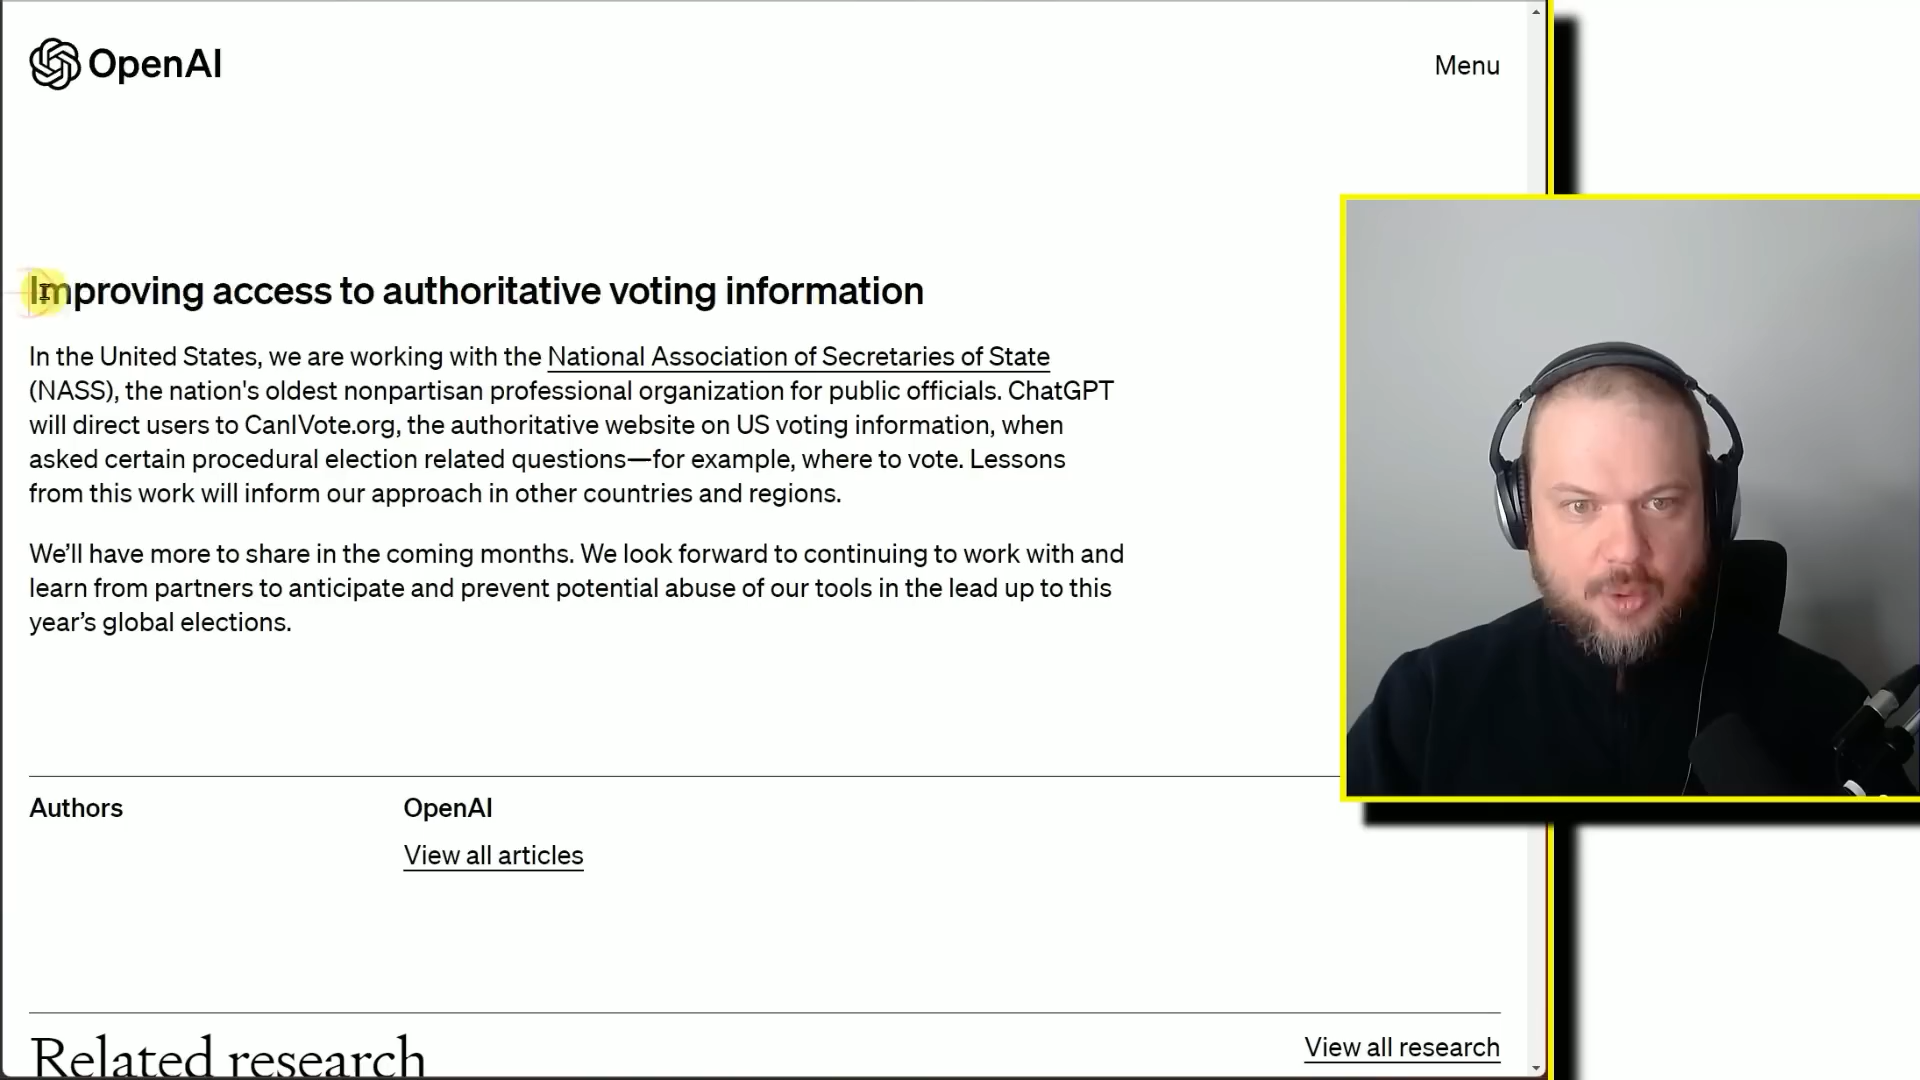 OpenAI
Menu
Improving access to authoritative voting information
In the United States, we are working with the National Association of Secretaries of State
(NASS), the nation's oldest nonpartisan professional organization for public officials. ChatGPT
will direct users to CanIVote.org, the authoritative website on US voting information, when
asked certain procedural election related questions—for example, where to vote. Lessons
from this work will inform our approach in other countries and regions.
We’ll have more to share in the coming months. We look forward to continuing to work with and
learn from partners to anticipate and prevent potential abuse of our tools in the lead up to this
year’s global elections.
Authors
OpenAI
View all articles
Related research
View all research